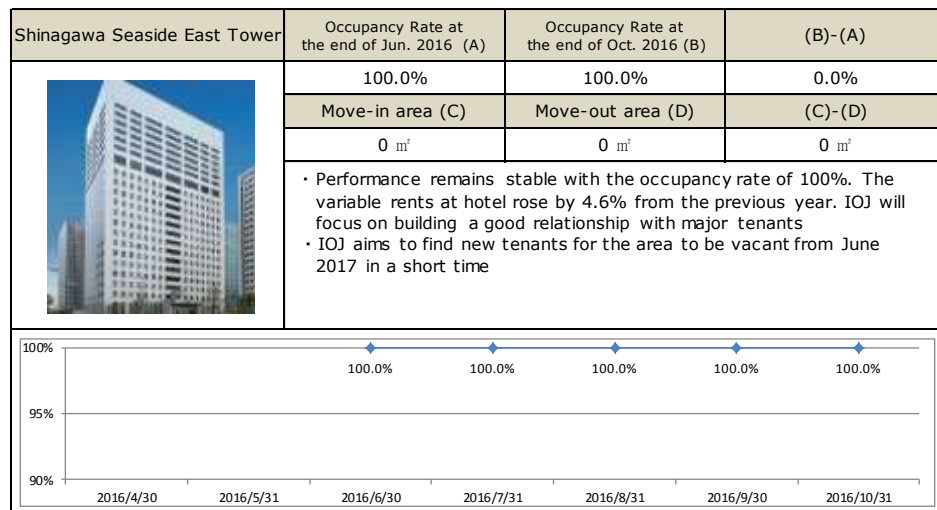 Shinagawa Seaside East Tower
Occupancy Rate at
the end of Jun. 2016 (A)
Occupancy Rate at
the end of Oct. 2016 (B)
(B)-(A)
100.0%
100.0%
0.0%
Move-in area (C)
Move-out area (D)
(C)-(D)
0 ㎡
0 ㎡
0 ㎡
・Performance remains stable with the occupancy rate of 100%. The
variable rents at hotel rose by 4.6% from the previous year. IOJ will
focus on building a good relationship with major tenants
・IOJ aims to find new tenants for the area to be vacant from June
2017 in a short time
100%
100.0%
100.0%
100.0%
100.0%
100.0%
95%
90%
2016/4/30
2016/5/31
2016/6/30
2016/7/31
2016/8/31
2016/9/30
2016/10/31